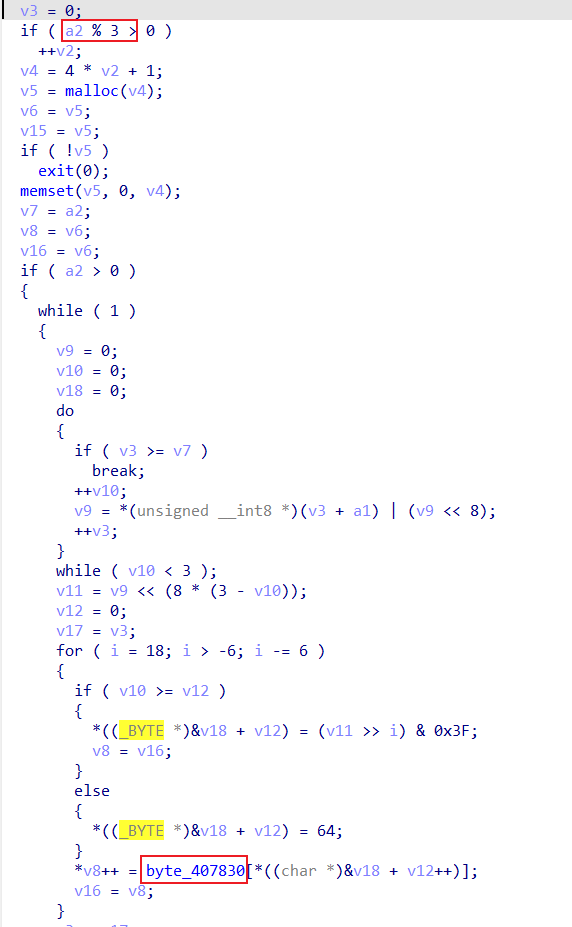 v3 = 0;
if ( a2 % 3 > 0 )
++v2;
v4 = 4 * v2 + 1;
v5 = malloc(v4);
v6 = v5;
v15 = v5;
if ( !v5 )
exit(0);
memset(v5, 0, v4);
v7 = a2;
v8 = v6;
v16 = v6;
if ( a2 > 0 )
{
while ( 1 )
{
v9 = 0;
v10 = 0;
v18 = 0;
do
{
if ( v3 >= v7 )
break;
++v10;
v9 = *(unsigned __int8 *)(v3 + a1) | (v9 << 8);
++v3;
}
while ( v10 < 3 );
v11 = v9 << (8 * (3 - v10));
v12 = 0;
v17 = v3;
for ( i = 18; i > -6; i -= 6 )
{
if ( v10 >= v12 )
{
*((_BYTE *)&v18 + v12) = (v11 >> i) & 0x3F;
v8 = v16;
}
else
{
*((_BYTE *)&v18 + v12) = 64;
}
*v8++ = byte_407830[*((char *)&v18 + v12++)];
v16 = v8;
}